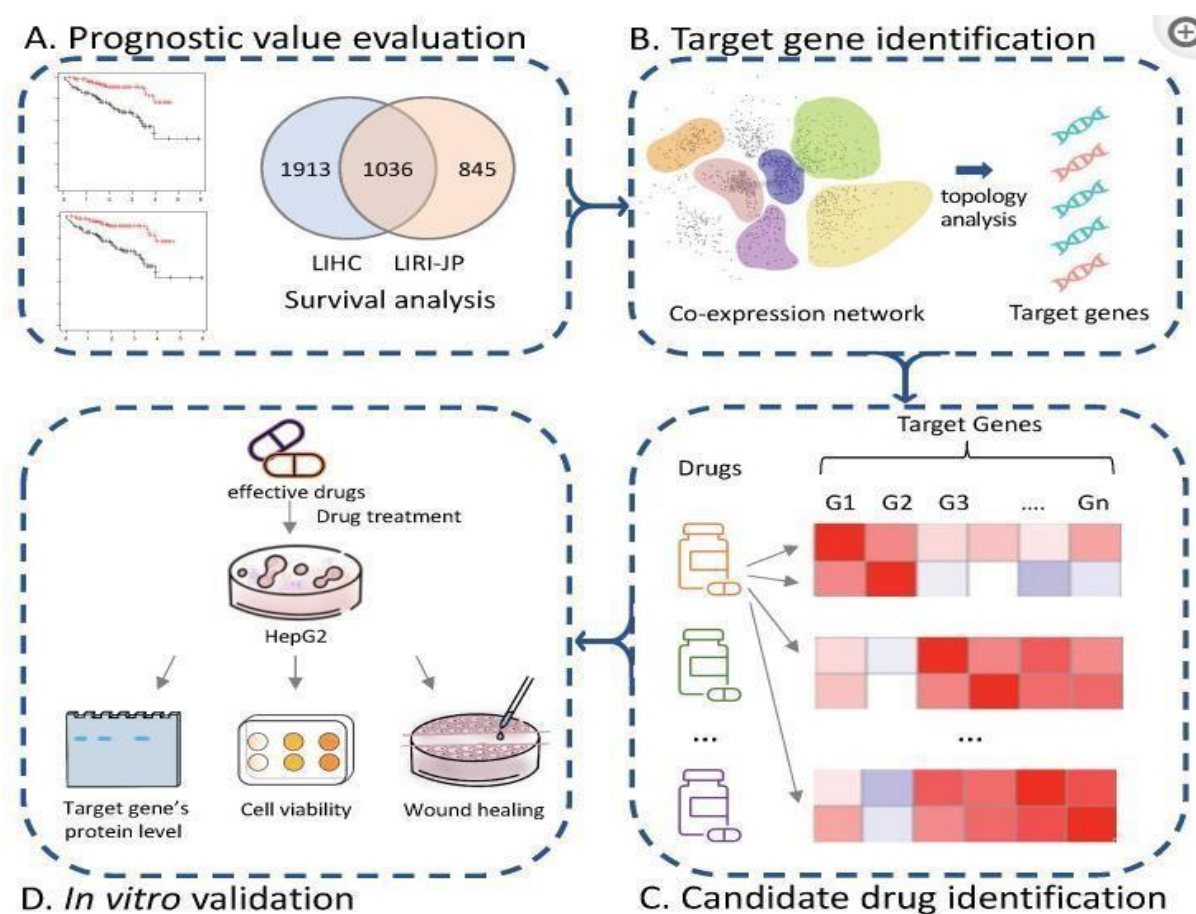 A. Prognostic value evaluation
1913 1036 845
LIHC LIRI-JP
Survival analysis
B. Target gene identification
topology
analysis
Co-expression network
Target genes
Target Genes
Drugs
G1 G2 G3 .... Gn
...
...
C. Candidate drug identification
effective drugs
Drug treatment
HepG2
Target gene's
protein level
Cell viability
Wound healing
D. In vitro validation